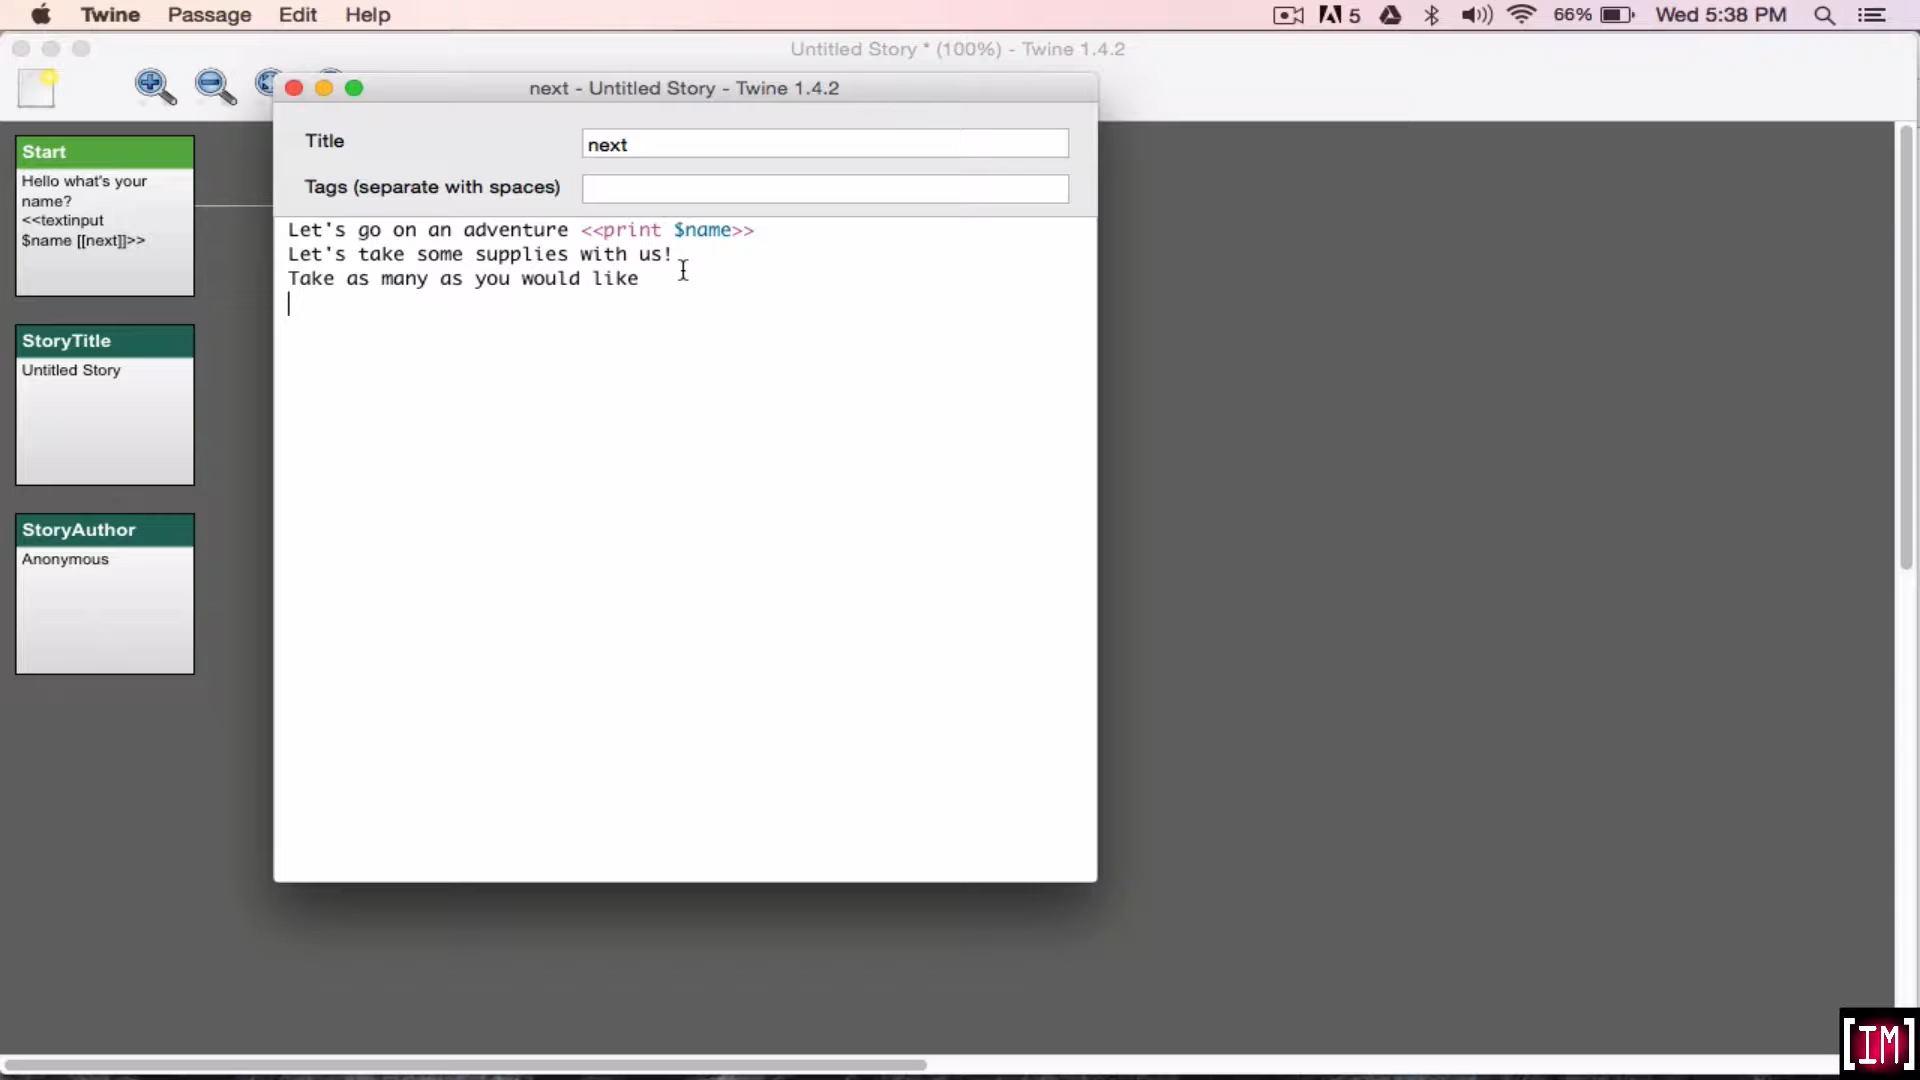 Twine Passage Edit Help
5 66% Wed 5:38 PM
Untitled Story * (100%) - Twine 1.4.2
next - Untitled Story - Twine 1.4.2
Title
next
Tags (separate with spaces)
Let's go on an adventure <<print $name>>
Let's take some supplies with us!
Take as many as you would like
Start
Hello what's your
name?
<<textinput
$name [[next]]>>
StoryTitle
Untitled Story
StoryAuthor
Anonymous
[IM]